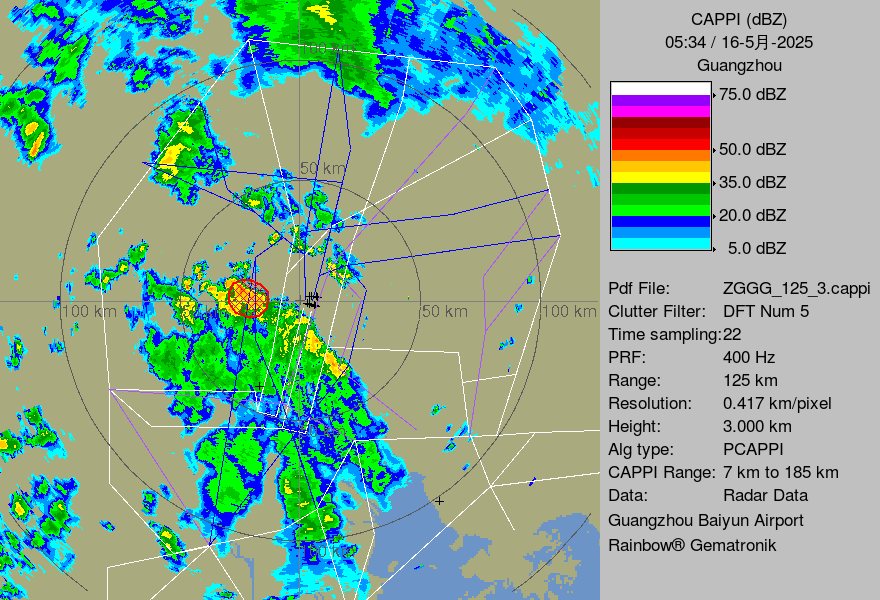 CAPPI (dBZ)
05:34 / 16-5月-2025
Guangzhou
75.0 dBZ
50.0 dBZ
35.0 dBZ
20.0 dBZ
5.0 dBZ
Pdf File: ZGGG_125_3.cappi
Clutter Filter: DFT Num 5
Time sampling:22
PRF: 400 Hz
Range: 125 km
Resolution: 0.417 km/pixel
Height: 3.000 km
Alg type: PCAPPI
CAPPI Range: 7 km to 185 km
Data: Radar Data
Guangzhou Baiyun Airport
Rainbow® Gematronik
50 km
100 km
50 km
100 km